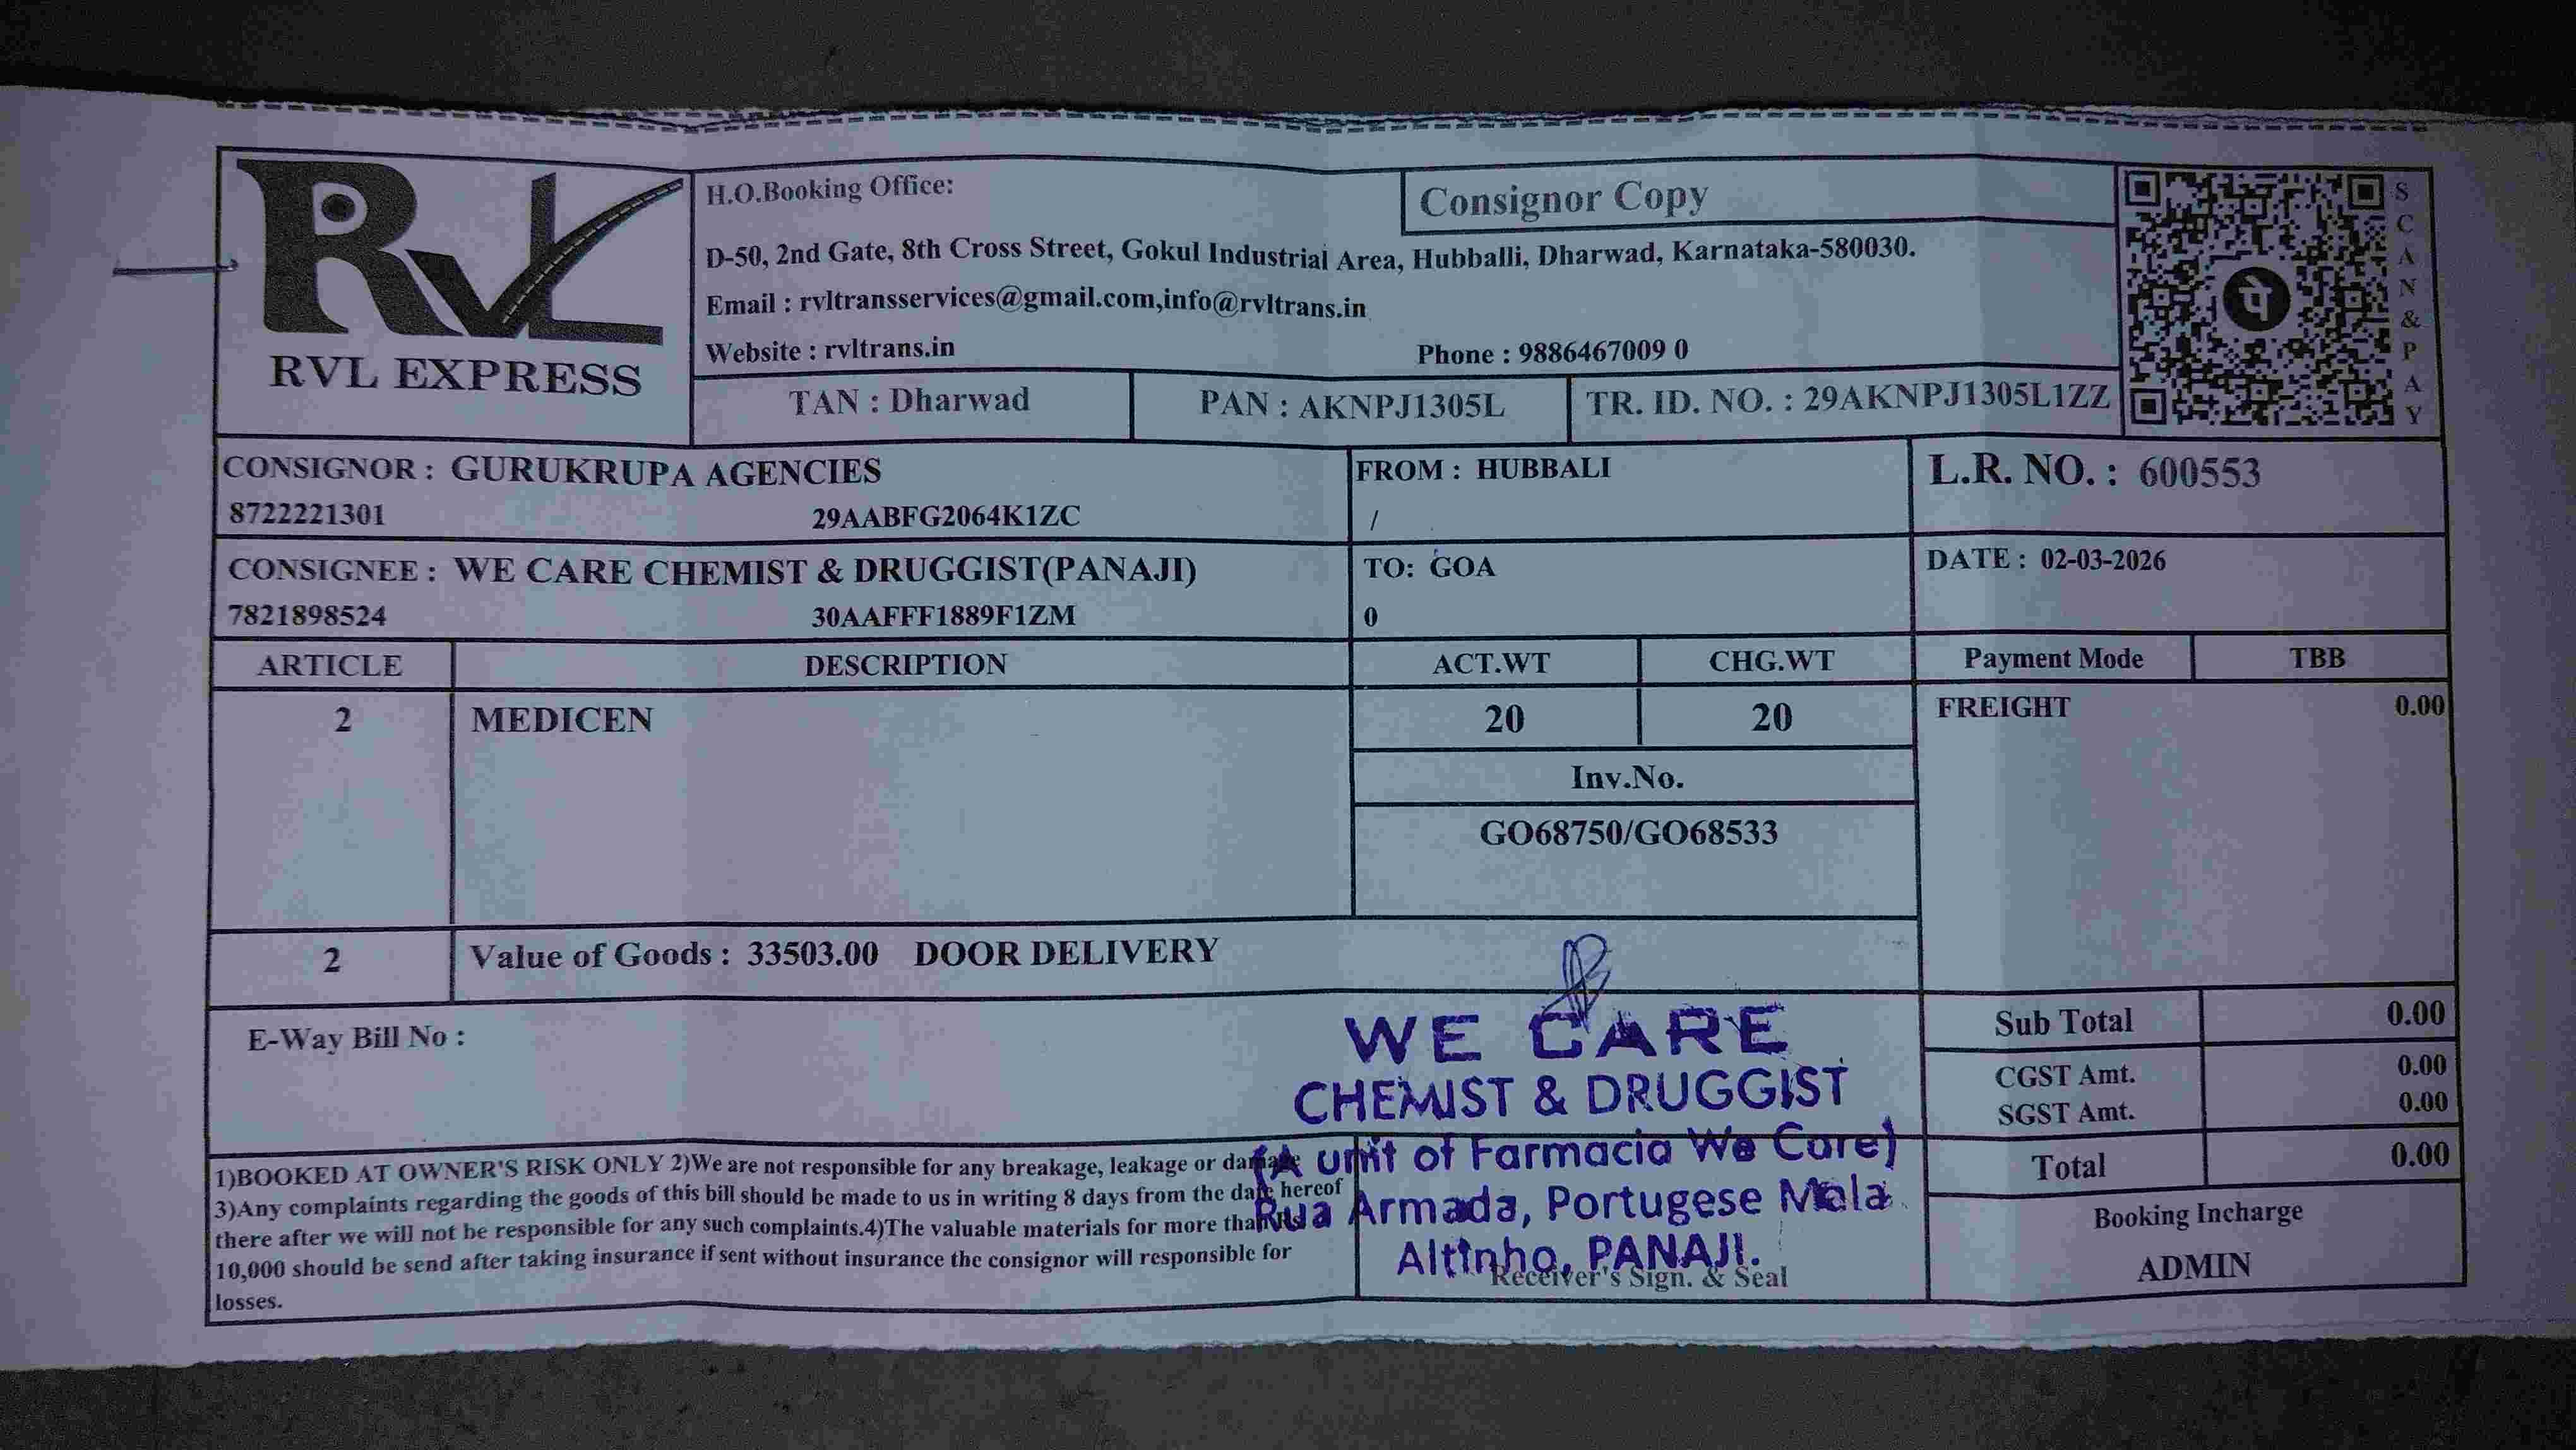 RVL
RVL EXPRESS
H.O.Booking Office:
Consignor Copy
D-50, 2nd Gate, 8th Cross Street, Gokul Industrial Area, Hubballi, Dharwad, Karnataka-580030.
Email : rvltransservices@gmail.com,info@rvltrans.in
Website : rvltrans.in Phone : 9886467009 0
TAN : Dharwad PAN : AKNPJ1305L TR. ID. NO. : 29AKNPJ1305L1ZZ
पे
SCAN&PAY
CONSIGNOR : GURUKRUPA AGENCIES FROM : HUBBALI L.R. NO. : 600553
8722221301 29AABFG2064K1ZC /
CONSIGNEE : WE CARE CHEMIST & DRUGGIST(PANAJI) TO: GOA DATE : 02-03-2026
7821898524 30AAFFF1889F1ZM 0
ARTICLE DESCRIPTION ACT.WT CHG.WT Payment Mode TBB
2 MEDICEN 20 20 FREIGHT 0.00
Inv.No.
GO68750/GO68533
2 Value of Goods : 33503.00 DOOR DELIVERY
E-Way Bill No :
Sub Total 0.00
CGST Amt. 0.00
SGST Amt. 0.00
Total 0.00
Booking Incharge
ADMIN
WE CARE
CHEMIST & DRUGGIST
(A unit of Farmacia We Care)
Rua Armada, Portugese Mala
Altinho, PANAJI.
Receiver's Sign. & Seal
1)BOOKED AT OWNER'S RISK ONLY 2)We are not responsible for any breakage, leakage or damage
3)Any complaints regarding the goods of this bill should be made to us in writing 8 days from the date hereof
there after we will not be responsible for any such complaints.4)The valuable materials for more than
10,000 should be send after taking insurance if sent without insurance the consignor will responsible for
losses.